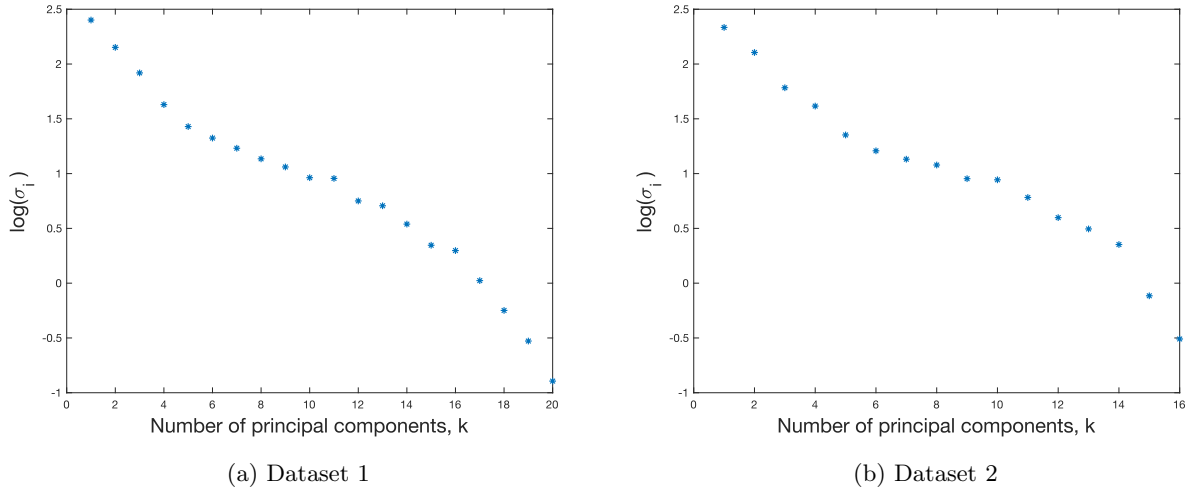 2.5
2
1.5
1
0.5
0
-0.5
-1
log(σi)
0 2 4 6 8 10 12 14 16 18 20
Number of principal components, k
(a) Dataset 1
2.5
2
1.5
1
0.5
0
-0.5
-1
log(σi)
0 2 4 6 8 10 12 14 16
Number of principal components, k
(b) Dataset 2